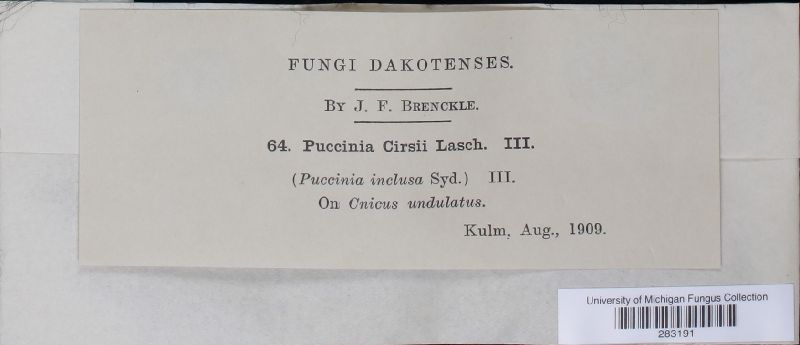 FUNGI DAKOTENSES.
By J. F. Brenckle.
64. Puccinia Cirsii Lasch. III.
(Puccinia inclusa Syd.) III.
On Cnicus undulatus.
Kulm, Aug., 1909.
University of Michigan Fungus Collection
283191